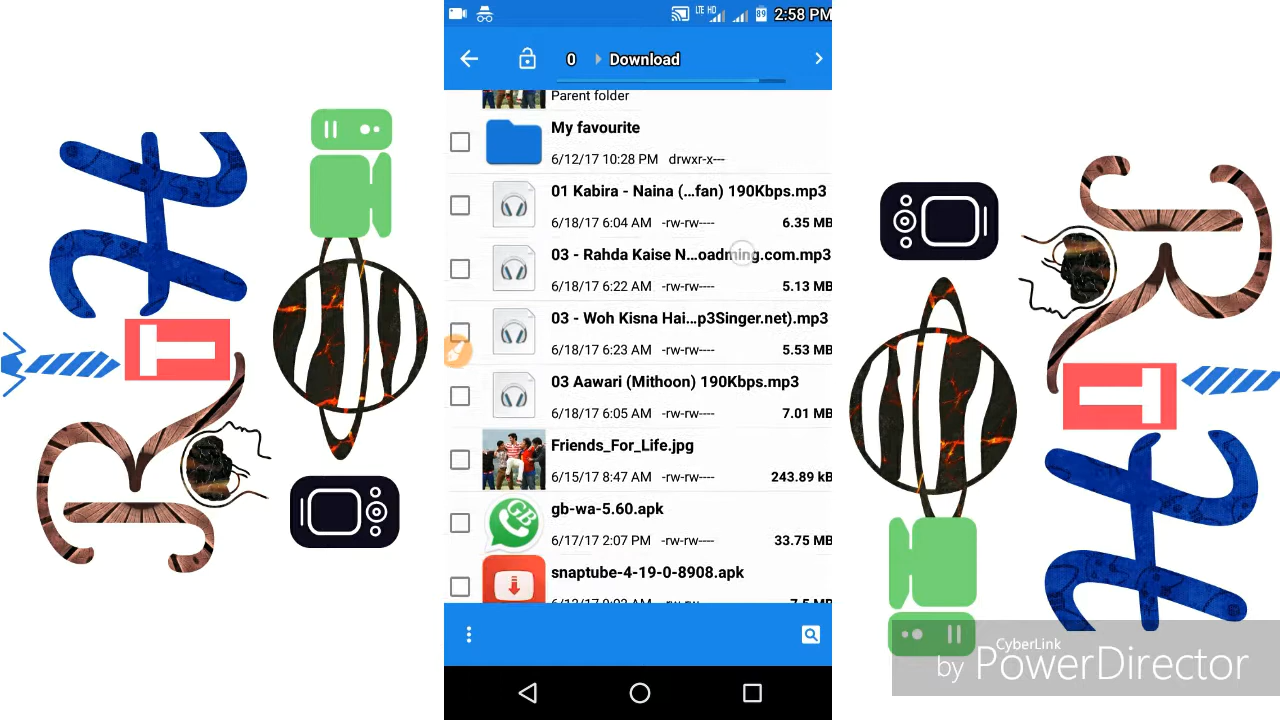 LTE HD 89 2:58 PM
0 Download
Parent folder
My favourite
6/12/17 10:28 PM drwxr-x---
01 Kabira - Naina (...fan) 190Kbps.mp3
6/18/17 6:04 AM -rw-rw---- 6.35 MB
03 - Rahda Kaise N...oadming.com.mp3
6/18/17 6:22 AM -rw-rw---- 5.13 MB
03 - Woh Kisna Hai...p3Singer.net).mp3
6/18/17 6:23 AM -rw-rw---- 5.53 MB
03 Aawari (Mithoon) 190Kbps.mp3
6/18/17 6:05 AM -rw-rw---- 7.01 MB
Friends_For_Life.jpg
6/15/17 8:47 AM -rw-rw---- 243.89 kB
GB
gb-wa-5.60.apk
6/17/17 2:07 PM -rw-rw---- 33.75 MB
snaptube-4-19-0-8908.apk
CyberLink
by PowerDirector